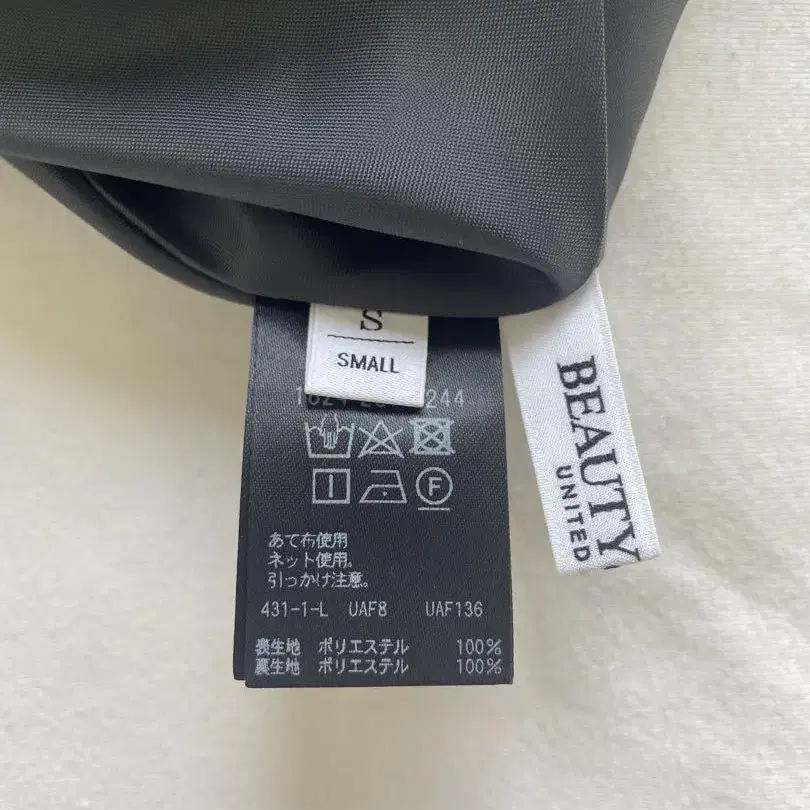 S
SMALL
244
F
あて布使用
ネット使用。
引っかけ注意。
431-1-L UAF8 UAF136
表生地 ポリエステル 100%
裏生地 ポリエステル 100%
BEAUTY
UNITED